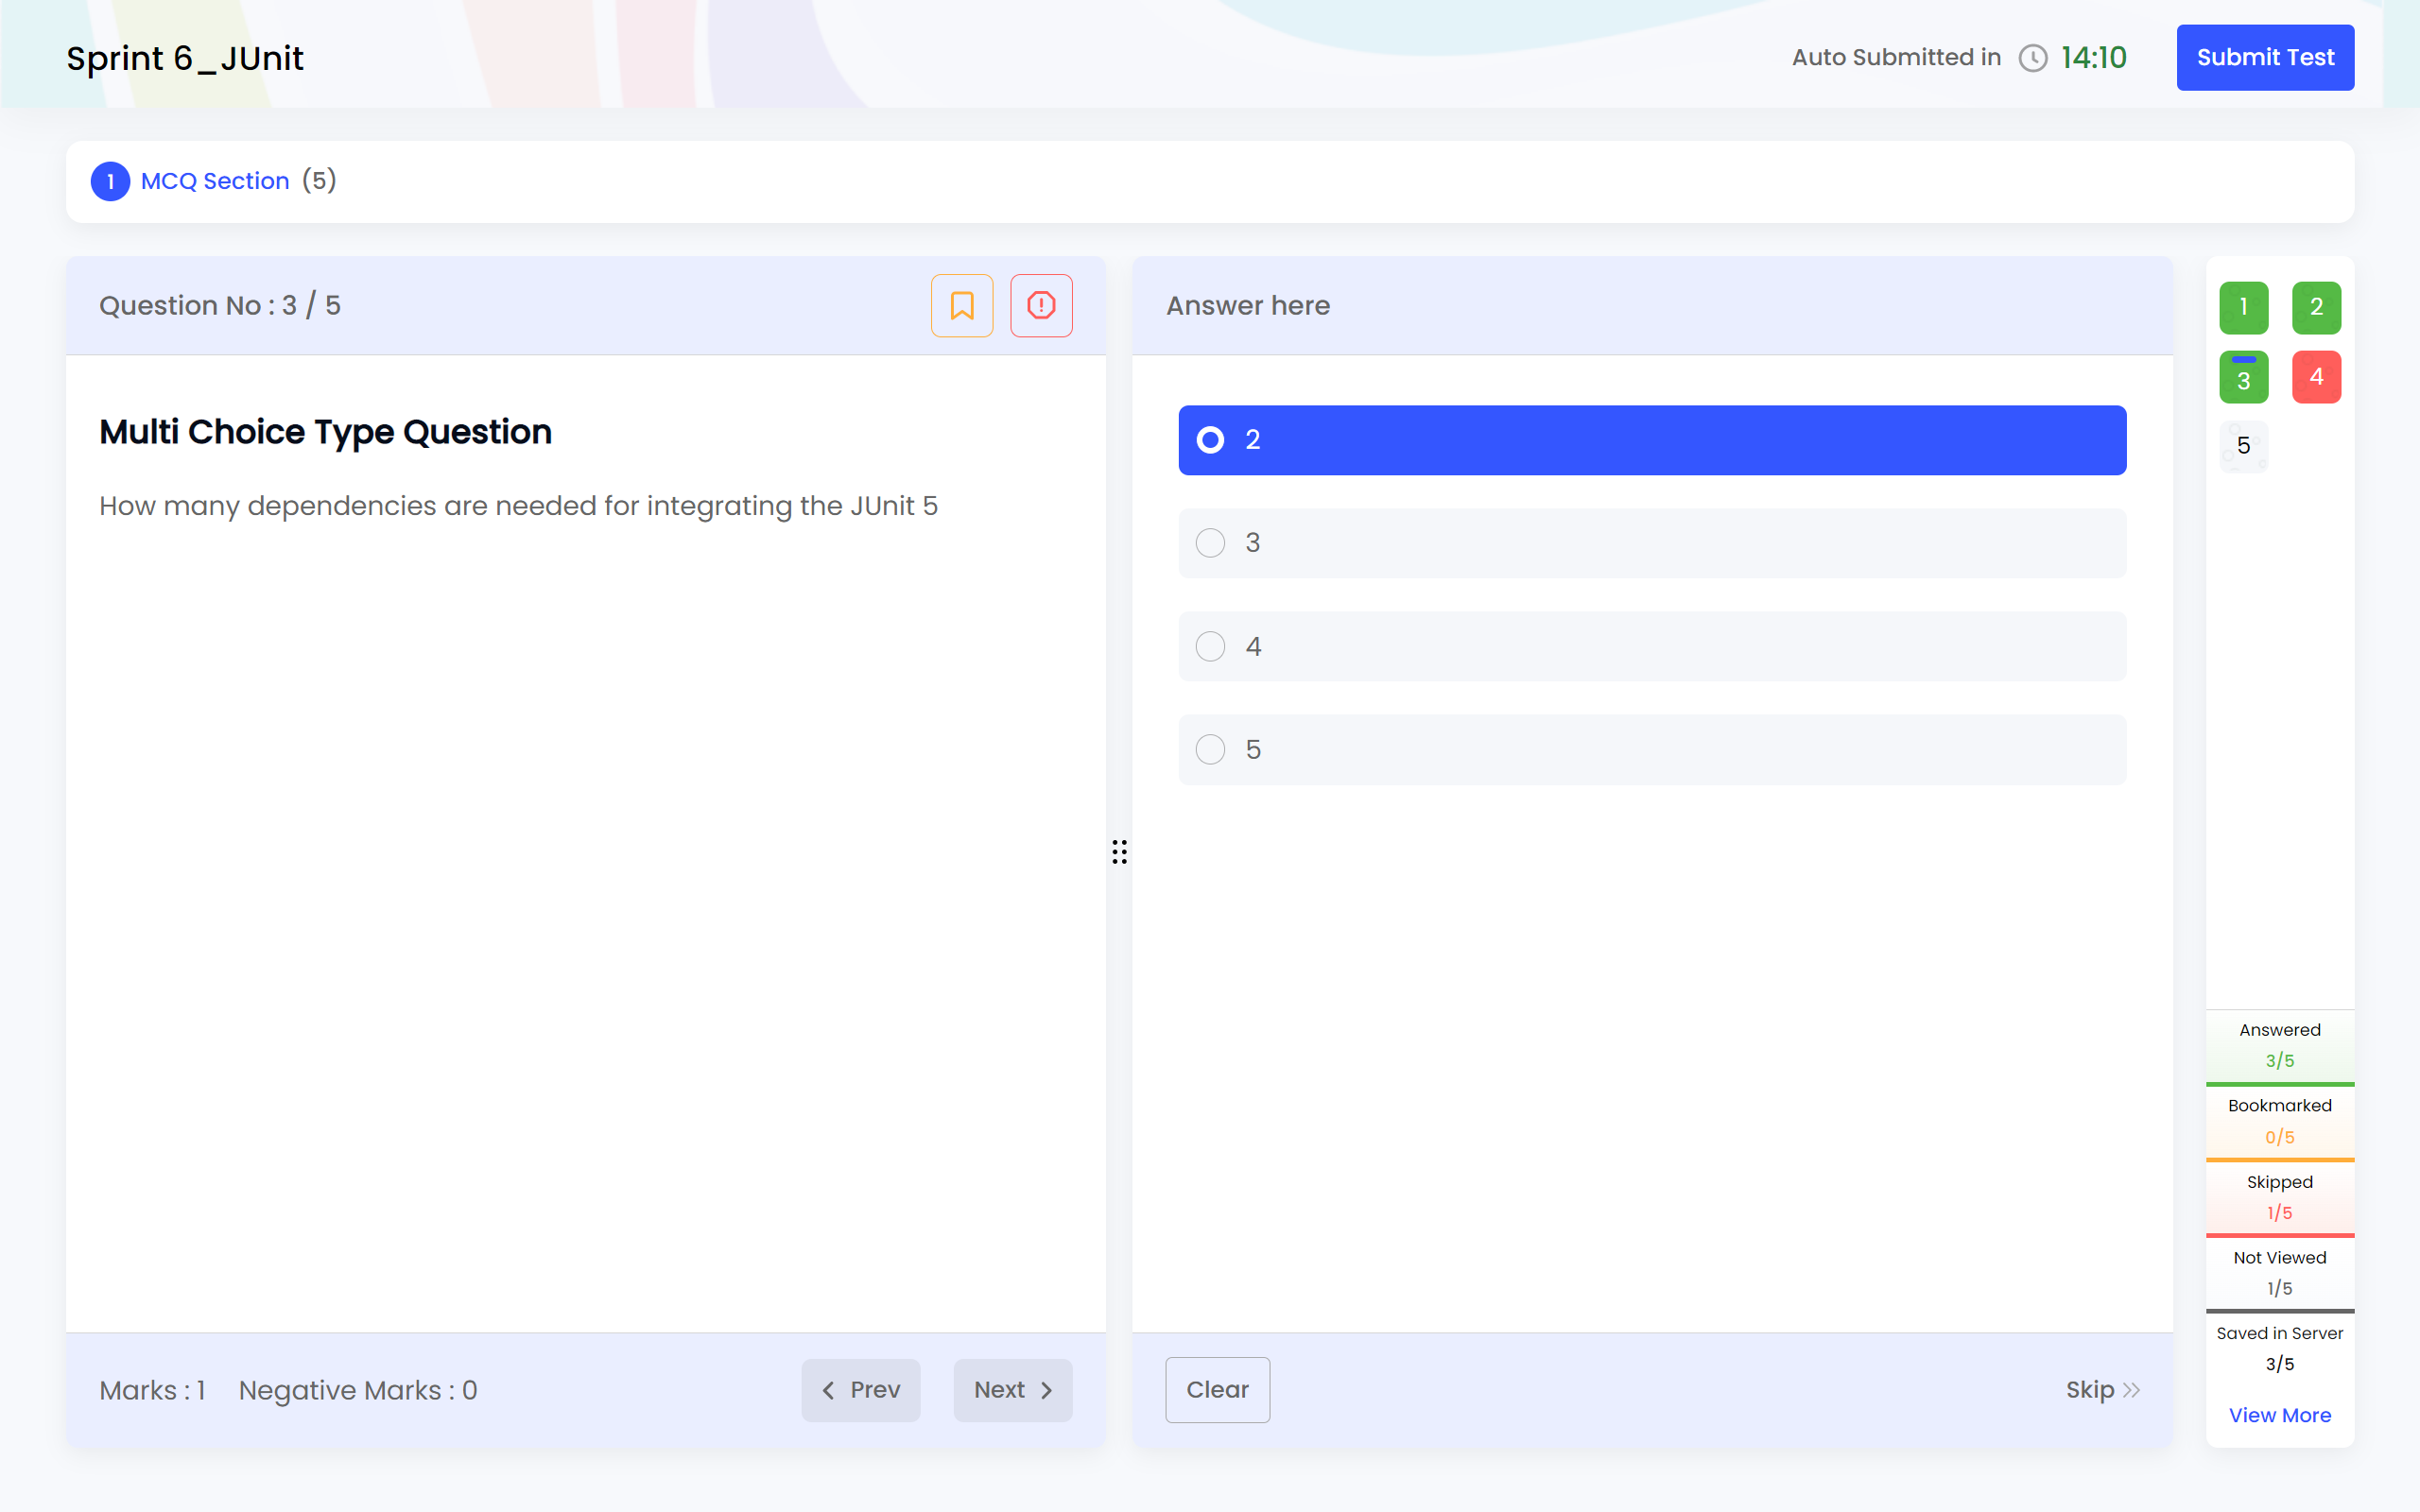 Sprint 6_JUnit
Auto Submitted in 14:10
Submit Test
1 MCQ Section (5)
Question No : 3 / 5
Multi Choice Type Question
How many dependencies are needed for integrating the JUnit 5
Marks : 1 Negative Marks : 0
Prev
Next
Answer here
2
3
4
5
Clear
Skip
1 2
3 4
5
Answered
3/5
Bookmarked
0/5
Skipped
1/5
Not Viewed
1/5
Saved in Server
3/5
View More